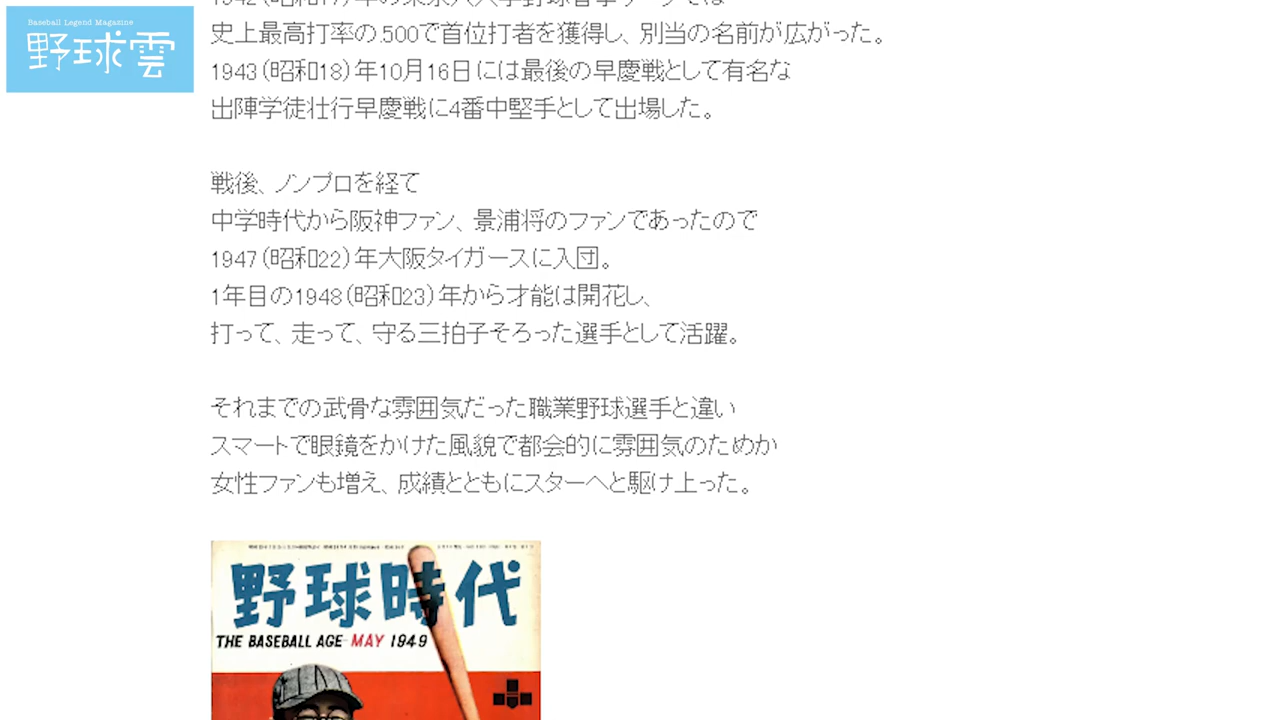 Baseball Legend Magazine
野球雲
史上最高打率の.500で首位打者を獲得し、別当の名前が広がった。
1943（昭和18）年10月16日には最後の早慶戦として有名な
出陣学徒壮行早慶戦に4番中堅手として出場した。
戦後、ノンプロを経て
中学時代から阪神ファン、景浦将のファンであったので
1947（昭和22）年大阪タイガースに入団。
1年目の1948（昭和23）年から才能は開花し、
打って、走って、守る三拍子そろった選手として活躍。
それまでの武骨な雰囲気だった職業野球選手と違い
スマートで眼鏡をかけた風貌で都会的に雰囲気のためか
女性ファンも増え、成績とともにスターへと駆け上った。
野球時代
THE BASEBALL AGE MAY 1949